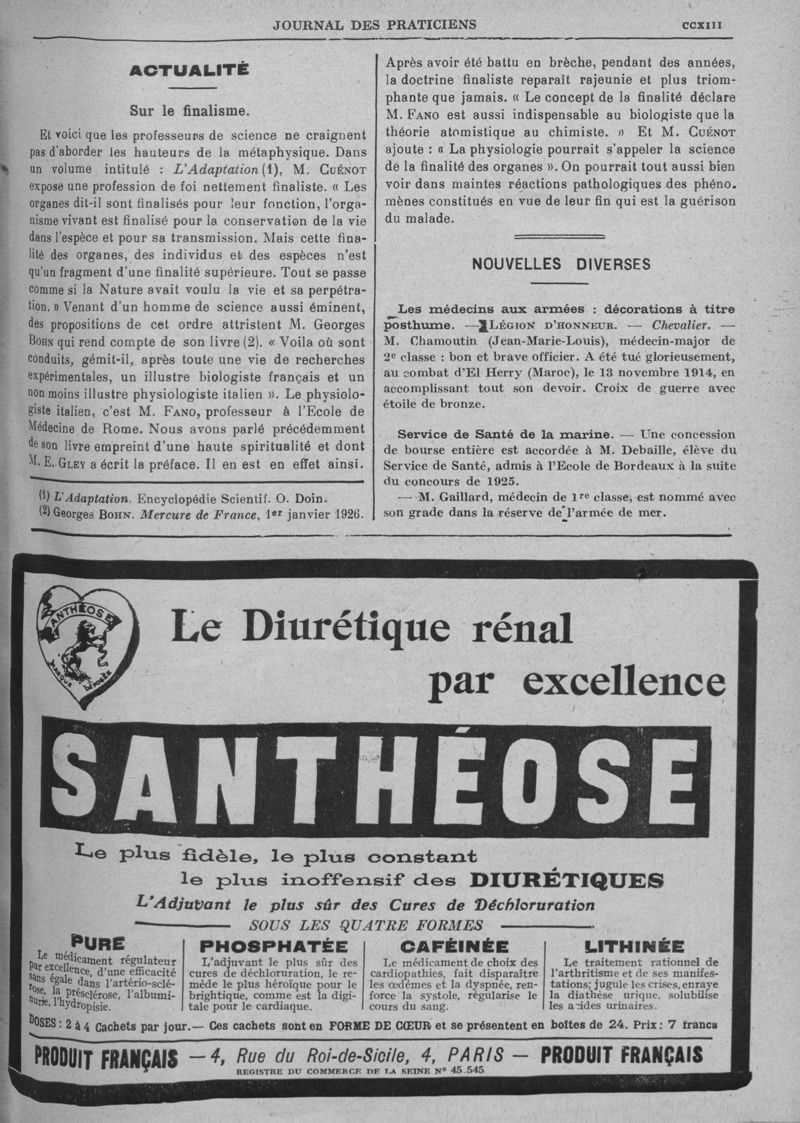 JOURNAL DES PRATICIENS
CCXIII
ACTUALITÉ
Sur le finalisme.
Et voici que les professeurs de science ne craignent
pas d'aborder les hauteurs de la métaphysique. Dans
un volume intitulé : L'Adaptation (1), M. CUÉNOT
expose une profession de foi nettement finaliste. « Les
organes dit-il sont finalisés pour leur fonction, l'orga-
nisme vivant est finalisé pour la conservation de la vie
dans l'espèce et pour sa transmission. Mais cette fina-
lité des organes, des individus et des espèces n'est
qu'un fragment d'une finalité supérieure. Tout se passe
comme si la Nature avait voulu la vie et sa perpétra-
tion. » Venant d'un homme de science aussi éminent,
des propositions de cet ordre attristent M. Georges
BOHN qui rend compte de son livre (2). « Voila où sont
conduits, gémit-il, après toute une vie de recherches
expérimentales, un illustre biologiste français et un
non moins illustre physiologiste italien ». Le physiolo-
giste italien, c'est M. FANO, professeur à l'Ecole de
Médecine de Rome. Nous avons parlé précédemment
de son livre empreint d'une haute spiritualité et dont
M. E. GLEY a écrit la préface. Il en est en effet ainsi.
(1) L'Adaptation. Encyclopédie Scientif. O. Doin.
(2) Georges BOHN. Mercure de France, 1er janvier 1926.
Après avoir été battu en brèche, pendant des années,
la doctrine finaliste reparaît rajeunie et plus triom-
phante que jamais. « Le concept de la finalité déclare
M. FANO est aussi indispensable au biologiste que la
théorie atomistique au chimiste. » Et M. CUÉNOT
ajoute : « La physiologie pourrait s'appeler la science
de la finalité des organes ». On pourrait tout aussi bien
voir dans maintes réactions pathologiques des phéno.
mènes constitués en vue de leur fin qui est la guérison
du malade.
NOUVELLES DIVERSES
Les médecins aux armées : décorations à titre
posthume. — LÉGION D'HONNEUR. — Chevalier. —
M. Chamoutin (Jean-Marie-Louis), médecin-major de
2e classe : bon et brave officier. A été tué glorieusement,
au combat d'El Herry (Maroc), le 13 novembre 1914, en
accomplissant tout son devoir. Croix de guerre avec
étoile de bronze.
Service de Santé de la marine. — Une concession
de bourse entière est accordée à M. Debaille, élève du
Service de Santé, admis à l'Ecole de Bordeaux à la suite
du concours de 1925.
— M. Gaillard, médecin de 1re classe, est nommé avec
son grade dans la réserve de l'armée de mer.
SANTHÉOSE
MARQUE DÉPOSÉE
Le Diurétique rénal
par excellence
SANTHÉOSE
Le plus fidèle, le plus constant
le plus inoffensif des DIURÉTIQUES
L'Adjuvant le plus sûr des Cures de Déchloruration
SOUS LES QUATRE FORMES
PURE
Le médicament régulateur
par excellence, d'une efficacité
sans égale dans l'artério-sclé-
rose, la présclérose, l'albumi-
nurie, l'hydropisie.
PHOSPHATÉE
L'adjuvant le plus sûr des
cures de déchloruration, le re-
mède le plus héroïque pour le
brightique, comme est la digi-
tale pour le cardiaque.
CAFÉINÉE
Le médicament de choix des
cardiopathies, fait disparaître
les œdèmes et la dyspnée, ren-
force la systole, régularise le
cours du sang.
LITHINÉE
Le traitement rationnel de
l'arthritisme et de ses manifes-
tations; jugule les crises, enraye
la diathèse urique, solubilise
les acides urinaires.
DOSES : 2 à 4 Cachets par jour.— Ces cachets sont en FORME DE CŒUR et se présentent en boîtes de 24. Prix : 7 francs
PRODUIT FRANÇAIS — 4, Rue du Roi-de-Sicile, 4, PARIS — PRODUIT FRANÇAIS
REGISTRE DU COMMERCE DE LA SEINE No 45.545